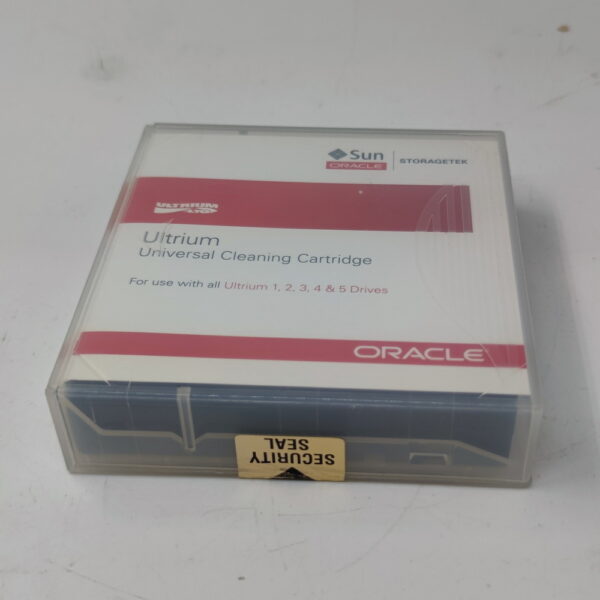 Sun
ORACLE
STORAGETEK
ULTRIUM
LTO
Ultrium
Universal Cleaning Cartridge
For use with all Ultrium 1, 2, 3, 4 & 5 Drives
ORACLE
SECURITY
SEAL